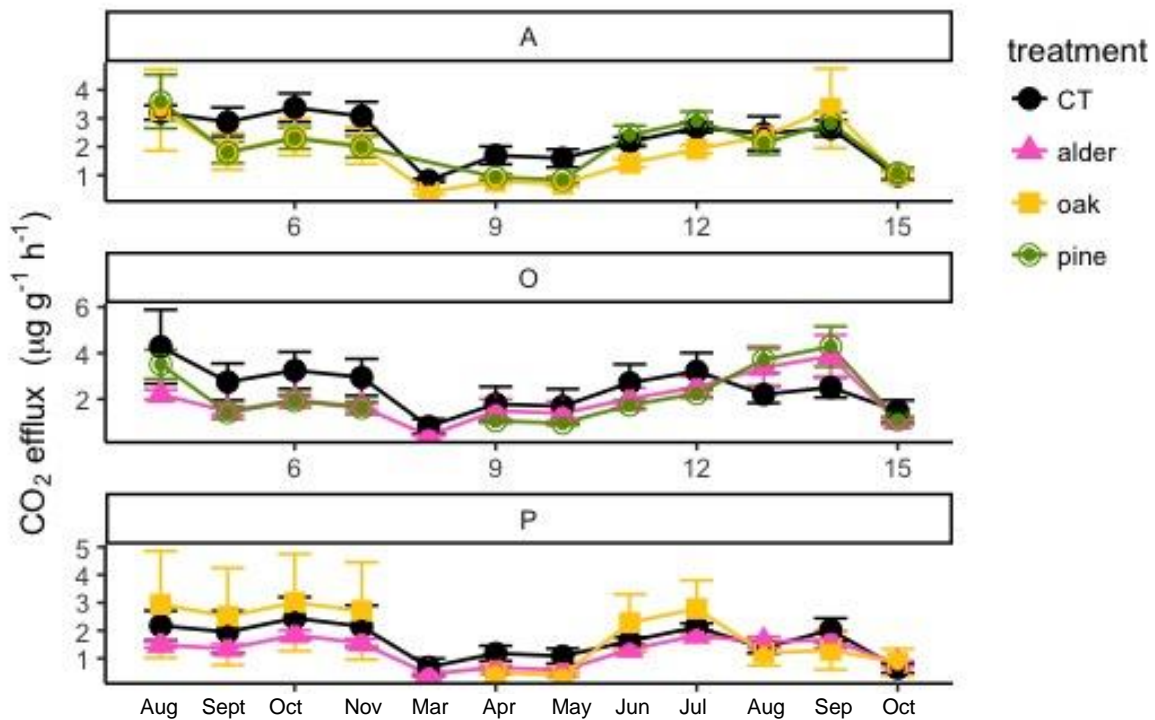 A
4
3
2
1
6 9 12 15
O
6
4
2
6 9 12 15
P
5
4
3
2
1
Aug Sept Oct Nov Mar Apr May Jun Jul Aug Sep Oct
CO2 efflux (µg g-1 h-1)
treatment
CT
alder
oak
pine